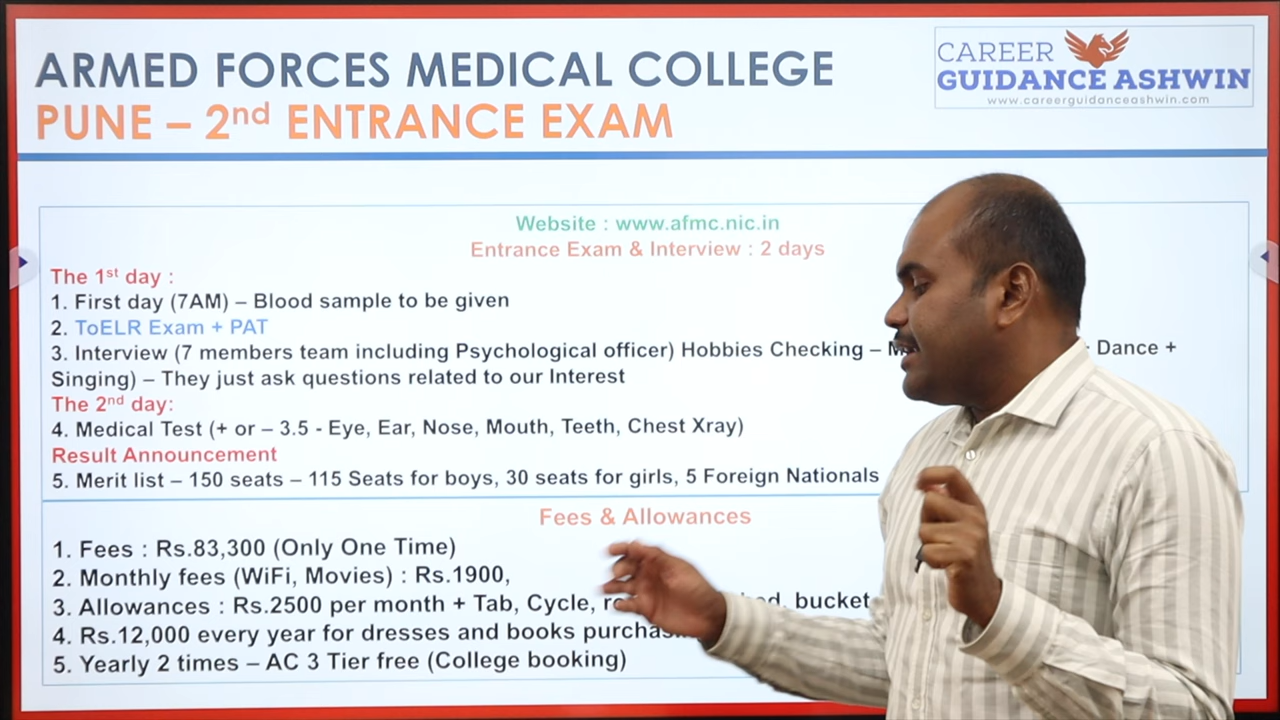 ARMED FORCES MEDICAL COLLEGE
PUNE – 2nd ENTRANCE EXAM
CAREER
GUIDANCE ASHWIN
www.careerguidanceashwin.com
Website : www.afmc.nic.in
Entrance Exam & Interview : 2 days
The 1st day :
1. First day (7AM) – Blood sample to be given
2. ToELR Exam + PAT
3. Interview (7 members team including Psychological officer) Hobbies Checking – Dance +
Singing) – They just ask questions related to our Interest
The 2nd day:
4. Medical Test (+ or – 3.5 - Eye, Ear, Nose, Mouth, Teeth, Chest Xray)
Result Announcement
5. Merit list – 150 seats – 115 Seats for boys, 30 seats for girls, 5 Foreign Nationals
Fees & Allowances
1. Fees : Rs.83,300 (Only One Time)
2. Monthly fees (WiFi, Movies) : Rs.1900,
3. Allowances : Rs.2500 per month + Tab, Cycle, bucket
4. Rs.12,000 every year for dresses and books
5. Yearly 2 times – AC 3 Tier free (College booking)